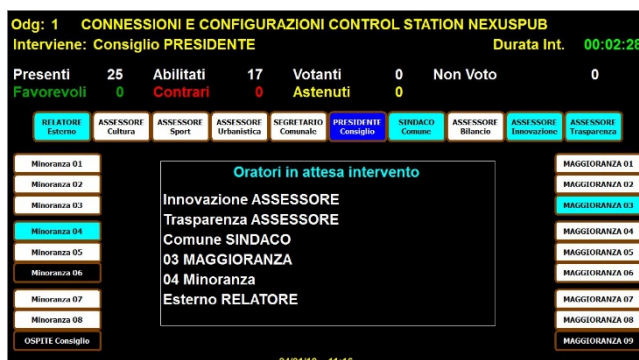 Odg: 1 CONNESSIONI E CONFIGURAZIONI CONTROL STATION NEXUSPUB
Interviene: Consiglio PRESIDENTE Durata Int. 00:02:28
Presenti 25 Abilitati 17 Votanti 0 Non Voto 0
Favorevoli 0 Contrari 0 Astenuti 0
RELATORE Esterno
ASSESSORE Cultura
ASSESSORE Sport
ASSESSORE Urbanistica
SEGRETARIO Comunale
PRESIDENTE Consiglio
SINDACO Comune
ASSESSORE Bilancio
ASSESSORE Innovazione
ASSESSORE Trasparenza
Minoranza 01
Minoranza 02
Minoranza 03
Minoranza 04
Minoranza 05
Minoranza 06
Minoranza 07
Minoranza 08
OSPITE Consiglio
Oratori in attesa intervento
Innovazione ASSESSORE
Trasparenza ASSESSORE
Comune SINDACO
03 MAGGIORANZA
04 Minoranza
Esterno RELATORE
MAGGIORANZA 01
MAGGIORANZA 02
MAGGIORANZA 03
MAGGIORANZA 04
MAGGIORANZA 05
MAGGIORANZA 06
MAGGIORANZA 07
MAGGIORANZA 08
MAGGIORANZA 09